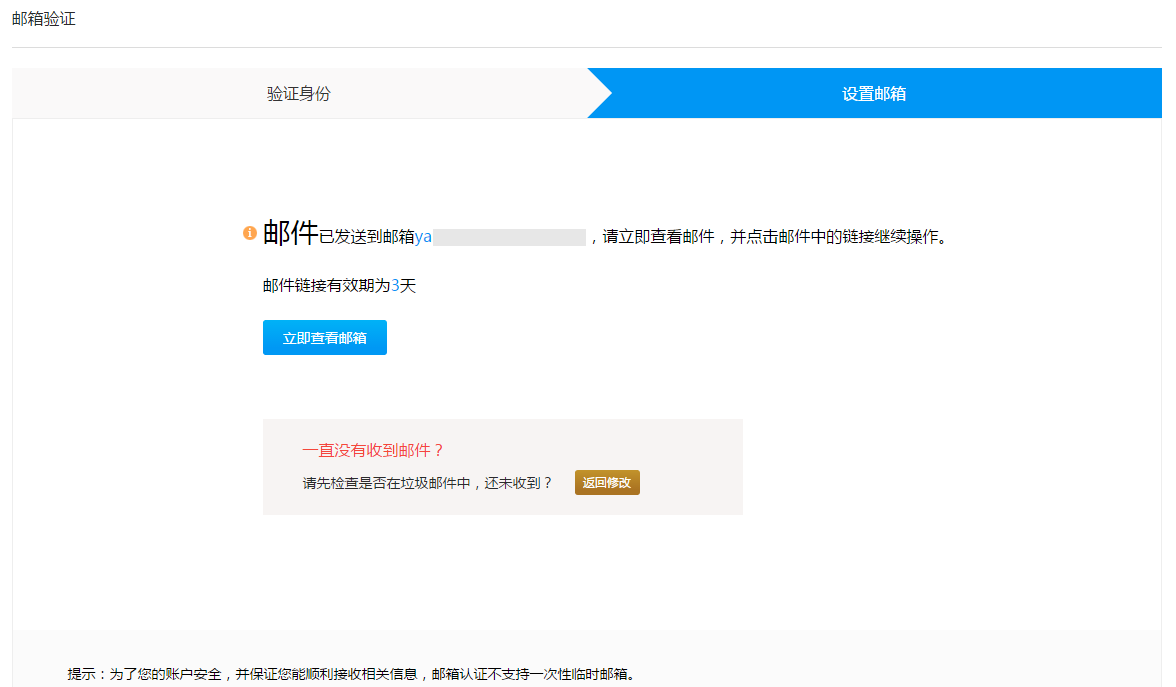 邮箱验证
验证身份
设置邮箱
邮件已发送到邮箱ya ，请立即查看邮件，并点击邮件中的链接继续操作。
邮件链接有效期为3天
立即查看邮箱
一直没有收到邮件？
请先检查是否在垃圾邮件中，还未收到？ 返回修改
提示：为了您的账户安全，并保证您能顺利接收相关信息，邮箱认证不支持一次性临时邮箱。